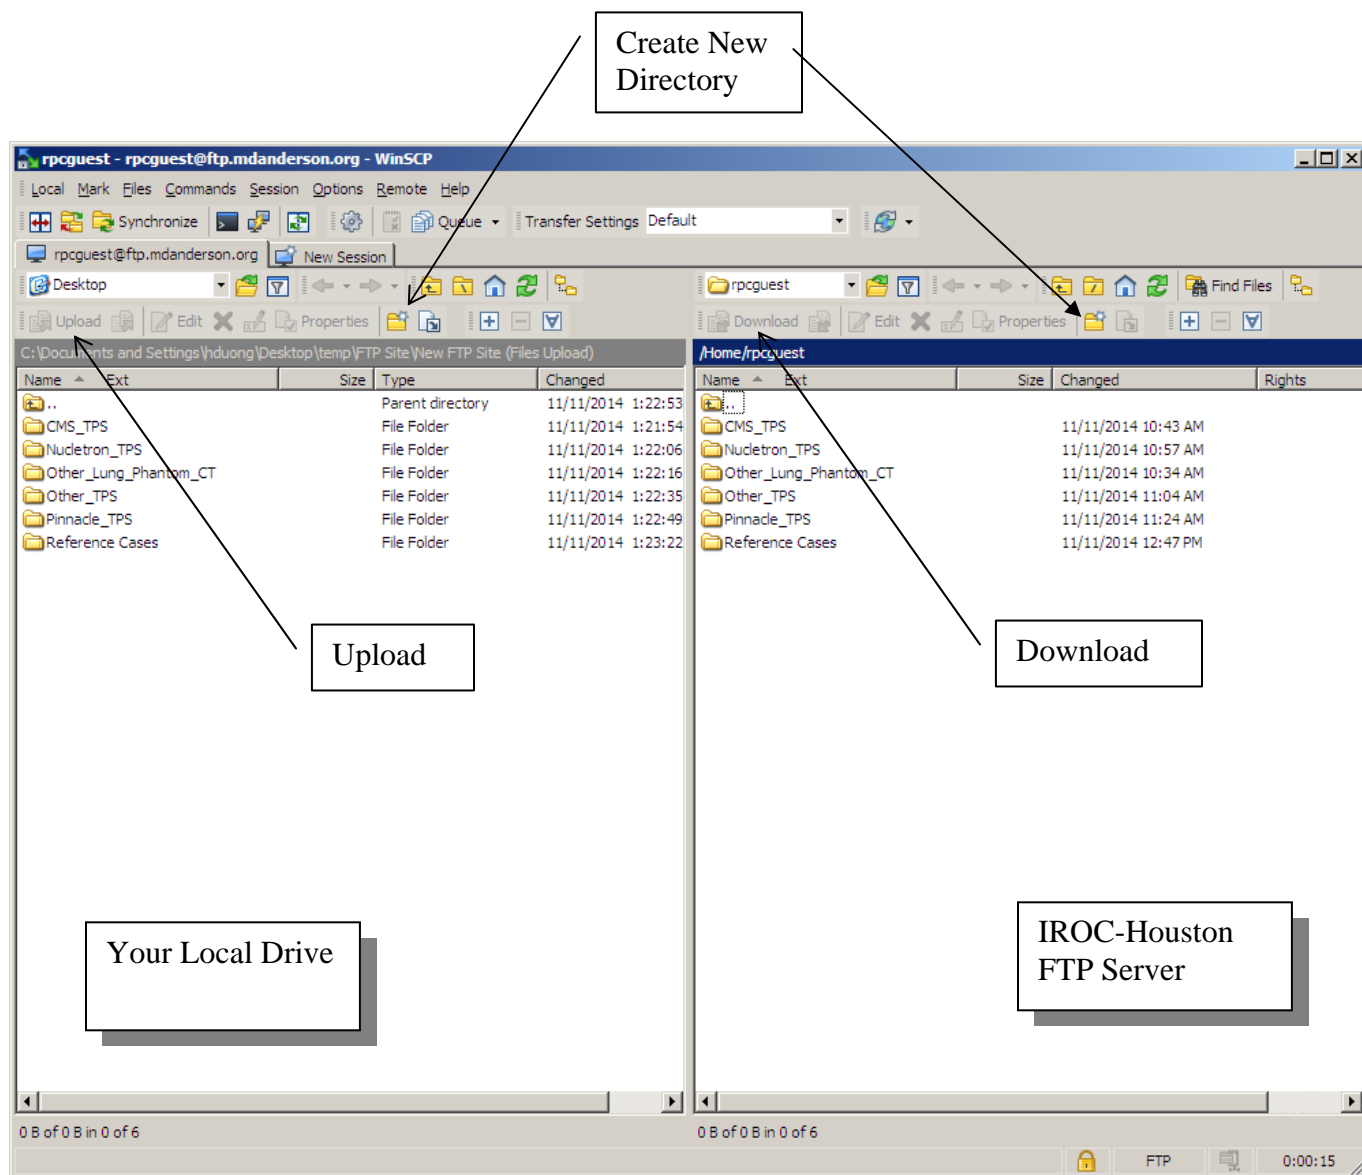 Create New
Directory
rpcguest - rpcguest@ftp.mdanderson.org - WinSCP
Local Mark Files Commands Session Options Remote Help
Synchronize Queue Transfer Settings Default
rpcguest@ftp.mdanderson.org New Session
Desktop rpcguest Find Files
Upload Edit Properties Download Edit Properties
C:\Documents and Settings\hduong\Desktop\temp\FTP Site\New FTP Site (Files Upload) /Home/rpcguest
Name Ext Size Type Changed Name Ext Size Changed Rights
.. Parent directory 11/11/2014 1:22:53 ..
CMS_TPS File Folder 11/11/2014 1:21:54 CMS_TPS 11/11/2014 10:43 AM
Nucletron_TPS File Folder 11/11/2014 1:22:06 Nucletron_TPS 11/11/2014 10:57 AM
Other_Lung_Phantom_CT File Folder 11/11/2014 1:22:16 Other_Lung_Phantom_CT 11/11/2014 10:34 AM
Other_TPS File Folder 11/11/2014 1:22:35 Other_TPS 11/11/2014 11:04 AM
Pinnacle_TPS File Folder 11/11/2014 1:22:49 Pinnacle_TPS 11/11/2014 11:24 AM
Reference Cases File Folder 11/11/2014 1:23:22 Reference Cases 11/11/2014 12:47 PM
Upload Download
Your Local Drive
IROC-Houston
FTP Server
0 B of 0 B in 0 of 6 0 B of 0 B in 0 of 6
FTP 0:00:15